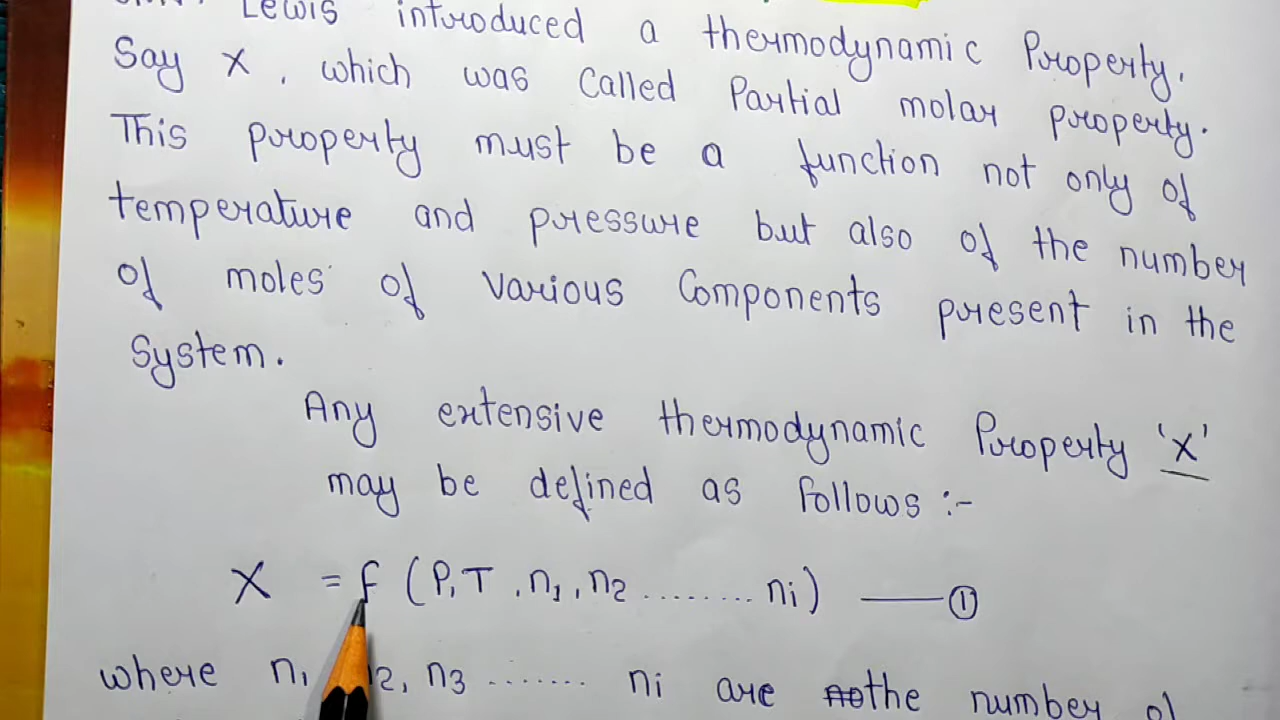 Lewis introduced a thermodynamic Property.
Say X, which was Called Partial molar property.
This property must be a function not only of
temperature and pressure but also of the number
of moles of various Components present in the
System.
Any extensive thermodynamic Property 'X'
may be defined as follows :-
X = f (P, T, n1, n2 ........ ni) —— ①
where n1 n2, n3 ....... ni are the number of